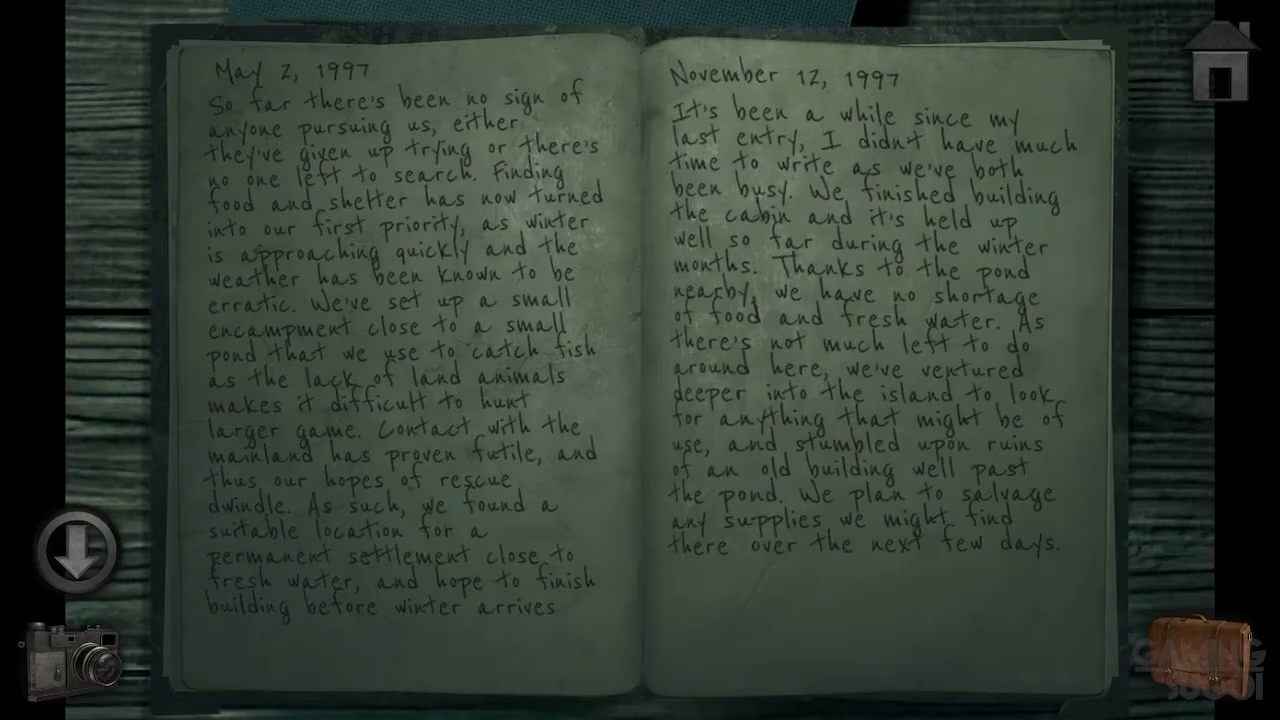 May 2, 1997
So far there's been no sign of
anyone pursuing us, either
they've given up trying or there's
no one left to search. Finding
food and shelter has now turned
into our first priority, as winter
is approaching quickly and the
weather has been known to be
erratic. We've set up a small
encampment close to a small
pond that we use to catch fish
as the lack of land animals
makes it difficult to hunt
larger game. Contact with the
mainland has proven futile, and
thus our hopes of rescue
dwindle. As such, we found a
suitable location for a
permanent settlement close to
fresh water, and hope to finish
building before winter arrives
November 12, 1997
It's been a while since my
last entry, I didn't have much
time to write as we've both
been busy. We finished building
the cabin and it's held up
well so far during the winter
months. Thanks to the pond
nearby, we have no shortage
of food and fresh water. As
there's not much left to do
around here, we've ventured
deeper into the island to look
for anything that might be of
use, and stumbled upon ruins
of an old building well past
the pond. We plan to salvage
any supplies we might find
there over the next few days.
GAMING